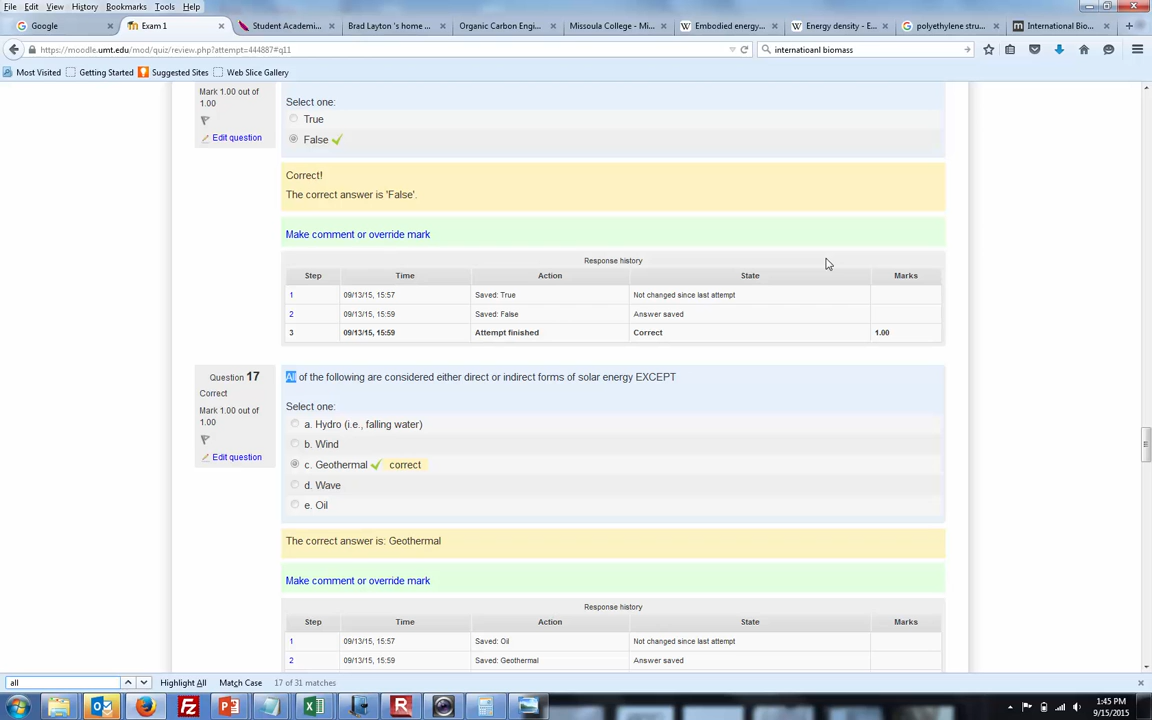 File Edit View History Bookmarks Tools Help
Google Exam 1 Student Academi... Brad Layton 's home ... Organic Carbon Engi... Missoula College - Mi... Embodied energy... Energy density - E... polyethylene stru... International Bio...
https://moodle.umt.edu/mod/quiz/review.php?attempt=444887#q11 internatioanl biomass
Most Visited Getting Started Suggested Sites Web Slice Gallery
Mark 1.00 out of
1.00
Edit question
Select one:
True
False
Correct!
The correct answer is 'False'.
Make comment or override mark
Response history
Step Time Action State Marks
1 09/13/15, 15:57 Saved: True Not changed since last attempt
2 09/13/15, 15:59 Saved: False Answer saved
3 09/13/15, 15:59 Attempt finished Correct 1.00
Question 17
Correct
Mark 1.00 out of
1.00
Edit question
All of the following are considered either direct or indirect forms of solar energy EXCEPT
Select one:
a. Hydro (i.e., falling water)
b. Wind
c. Geothermal correct
d. Wave
e. Oil
The correct answer is: Geothermal
Make comment or override mark
Response history
Step Time Action State Marks
1 09/13/15, 15:57 Saved: Oil Not changed since last attempt
2 09/13/15, 15:59 Saved: Geothermal Answer saved
all Highlight All Match Case 17 of 31 matches
1:45 PM
9/15/2015